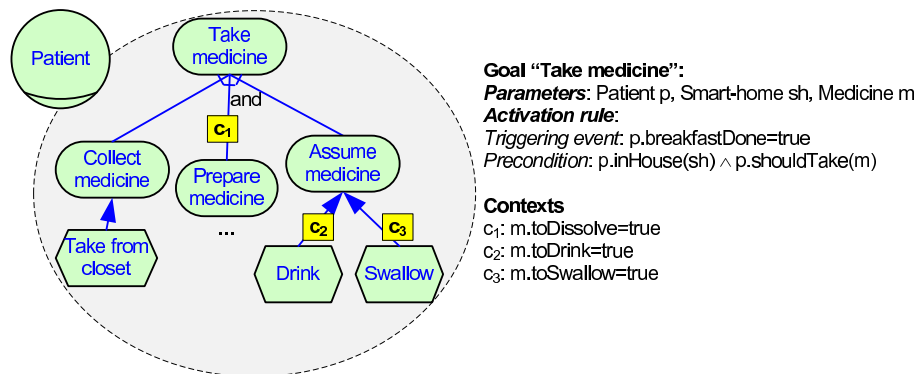 Patient
Take
medicine
and
c1
Collect
medicine
Prepare
medicine
...
Assume
medicine
c2
c3
Take from
closet
Drink
Swallow
Goal “Take medicine”:
Parameters: Patient p, Smart-home sh, Medicine m
Activation rule:
Triggering event: p.breakfastDone=true
Precondition: p.inHouse(sh) ∧ p.shouldTake(m)
Contexts
c1: m.toDissolve=true
c2: m.toDrink=true
c3: m.toSwallow=true